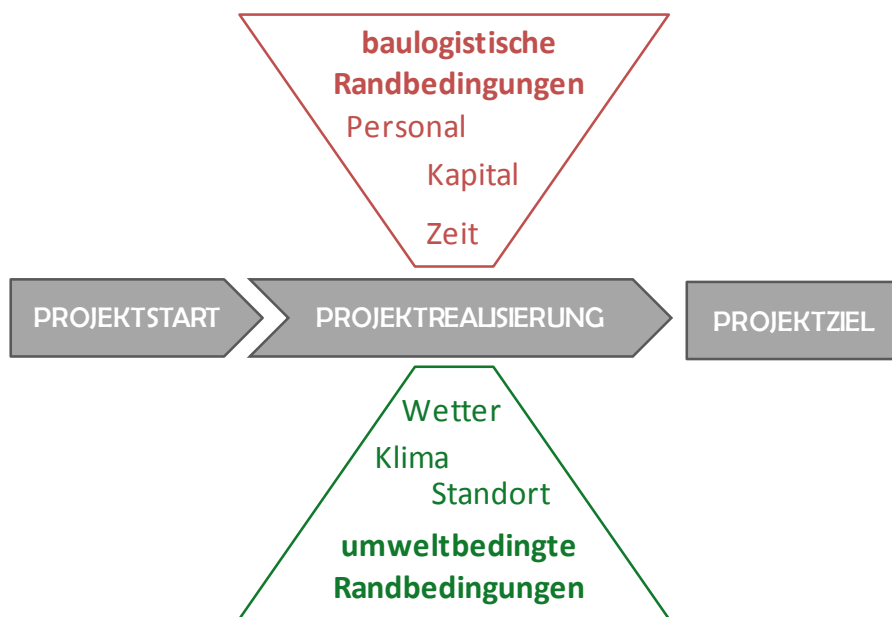 baulogistische
Randbedingungen
Personal
Kapital
Zeit
PROJEKTSTART
PROJEKTREALISIERUNG
PROJEKTZIEL
Wetter
Klima
Standort
umweltbedingte
Randbedingungen